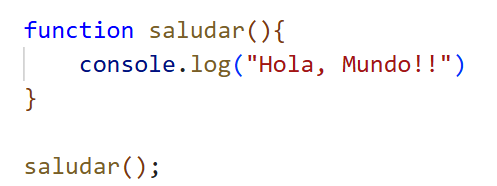 function saludar(){
    console.log("Hola, Mundo!!")
}

saludar();